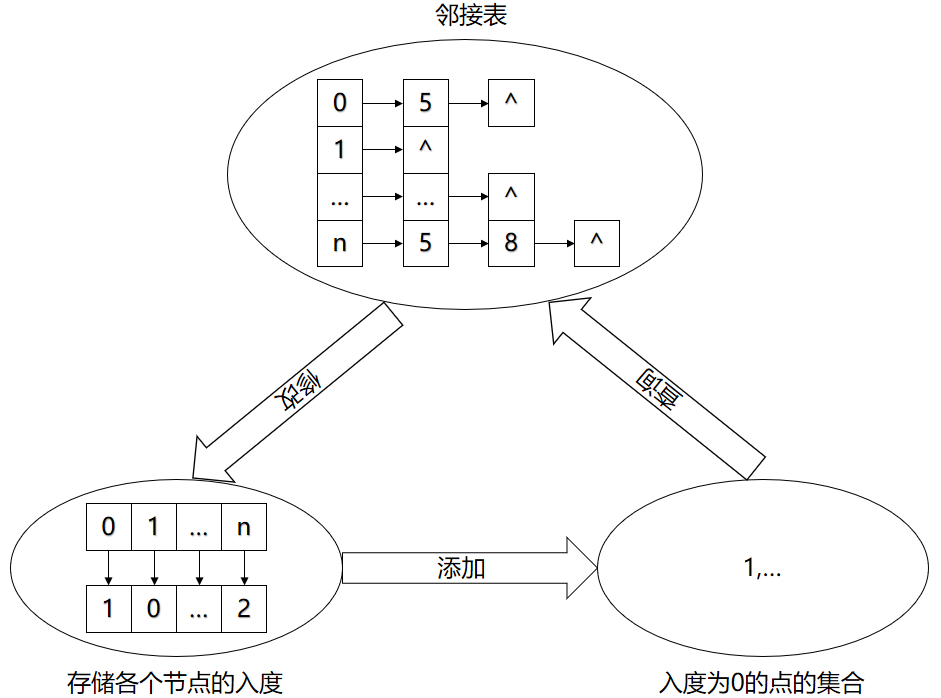 邻接表
0 5 ^
1 ^
... ... ^
n 5 8 ^
修改
查询
0 1 ... n
添加
1,...
1 0 ... 2
存储各个节点的入度
入度为0的点的集合